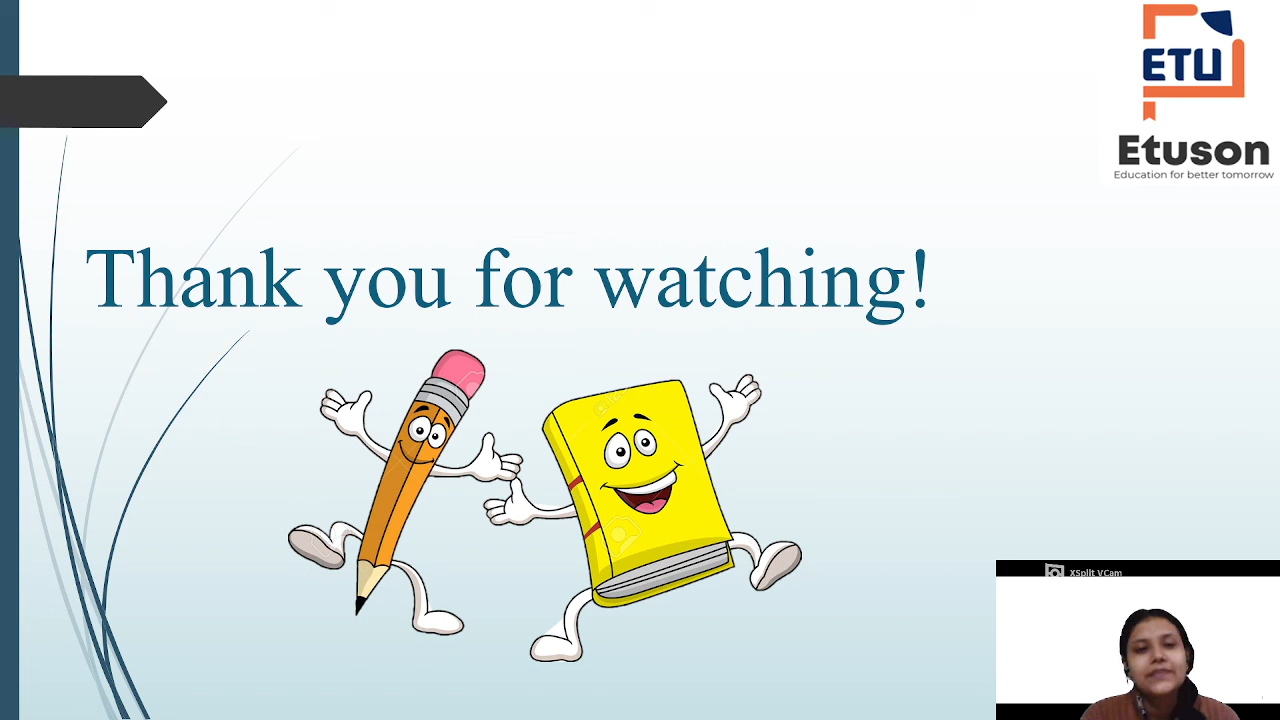 ETU
Etuson
Education for better tomorrow
Thank you for watching!
XSplit VCam